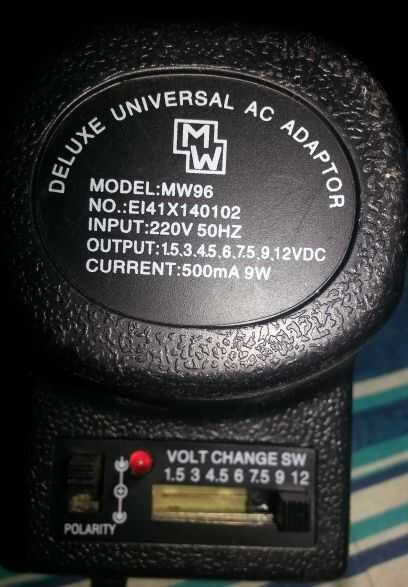 DELUXE UNIVERSAL AC ADAPTOR
MW
MODEL:MW96
NO.:EI41X140102
INPUT:220V 50HZ
OUTPUT:1.5,3,4.5,6,7.5,9,12VDC
CURRENT:500mA 9W
VOLT CHANGE SW
1.5 3 4.5 6 7.5 9 12
POLARITY